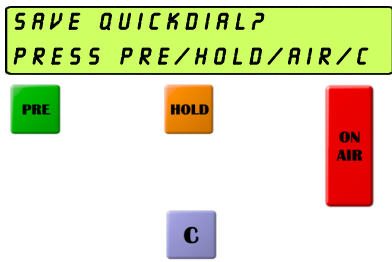 SAVE QUICKDIAL?
PRESS PRE/HOLD/AIR/C
PRE
HOLD
ON
AIR
C